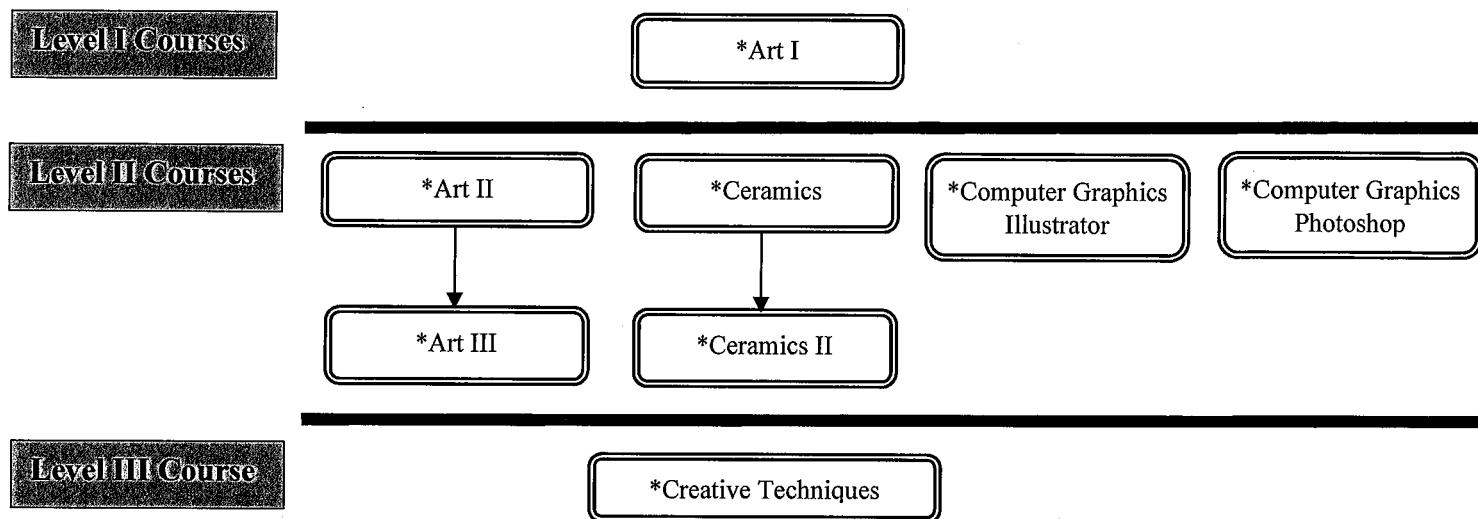 Level I Courses
*Art I
Level II Courses
*Art II
*Ceramics
*Computer Graphics
Illustrator
*Computer Graphics
Photoshop
*Art III
*Ceramics II
Level III Course
*Creative Techniques